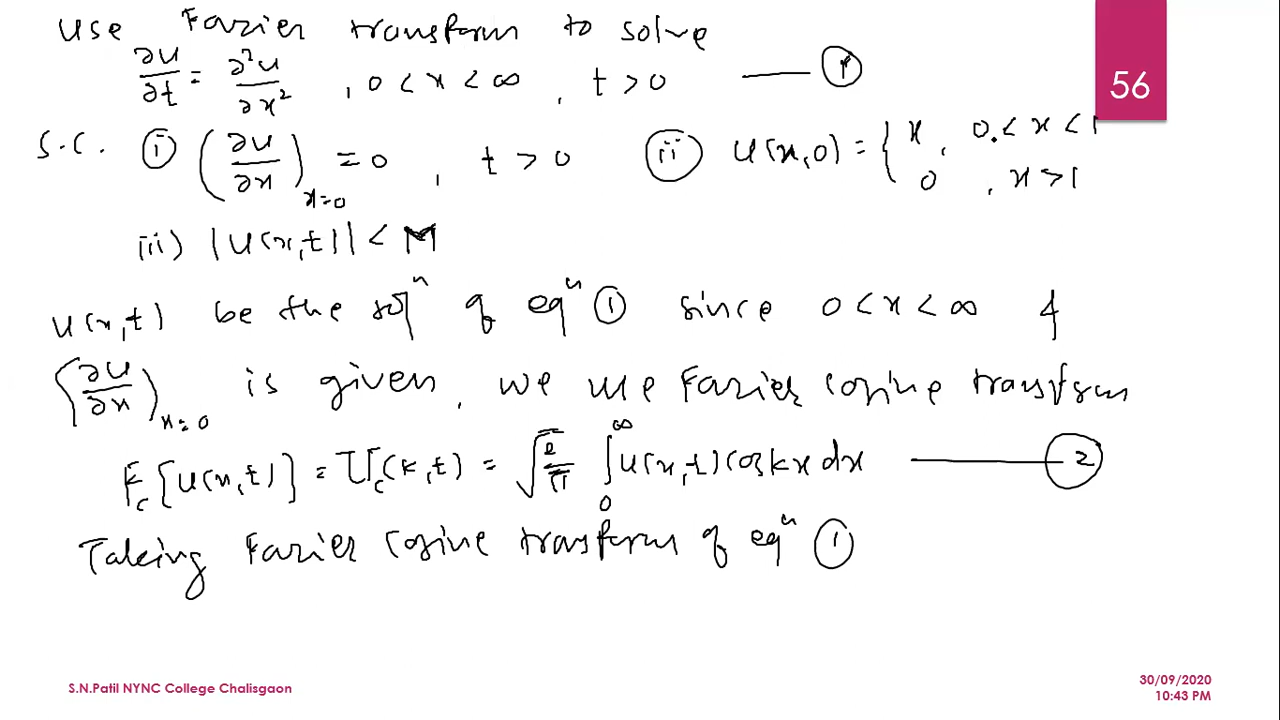 Use Fourier transform to solve
∂u/∂t = ∂²u/∂x² , 0 < x < ∞ , t > 0 —— ①
56
S.C. ⓘ (∂u/∂x)ₓ₌₀ = 0 , t > 0 (ii) u(x,0) = { x , 0 < x < 1
0 , x > 1
iii) |u(x,t)| < M
u(x,t) be the solⁿ of eqⁿ ① since 0 < x < ∞ &
(∂u/∂x)ₓ₌₀ is given, we use Fourier cosine transform
F_c{u(x,t)} = U_c(k,t) = √(2/π) ∫₀^∞ u(x,t) cos kx dx —— ②
Taking Fourier cosine transform of eqⁿ ①
S.N.Patil NYNC College Chalisgaon
30/09/2020
10:43 PM